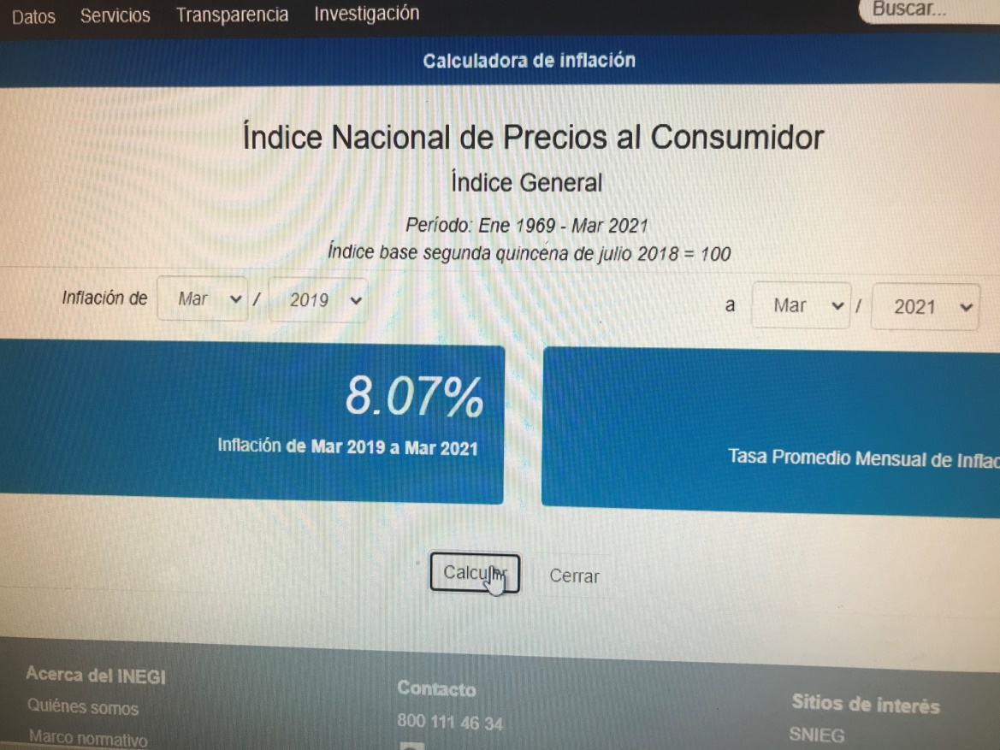 Datos Servicios Transparencia Investigación Buscar...
Calculadora de inflación
Índice Nacional de Precios al Consumidor
Índice General
Período: Ene 1969 - Mar 2021
Índice base segunda quincena de julio 2018 = 100
Inflación de Mar / 2019 a Mar / 2021
8.07%
Inflación de Mar 2019 a Mar 2021
Tasa Promedio Mensual de Inflac
Calcular Cerrar
Acerca del INEGI
Contacto
Sitios de interés
Quiénes somos
800 111 46 34
SNIEG
Marco normativo